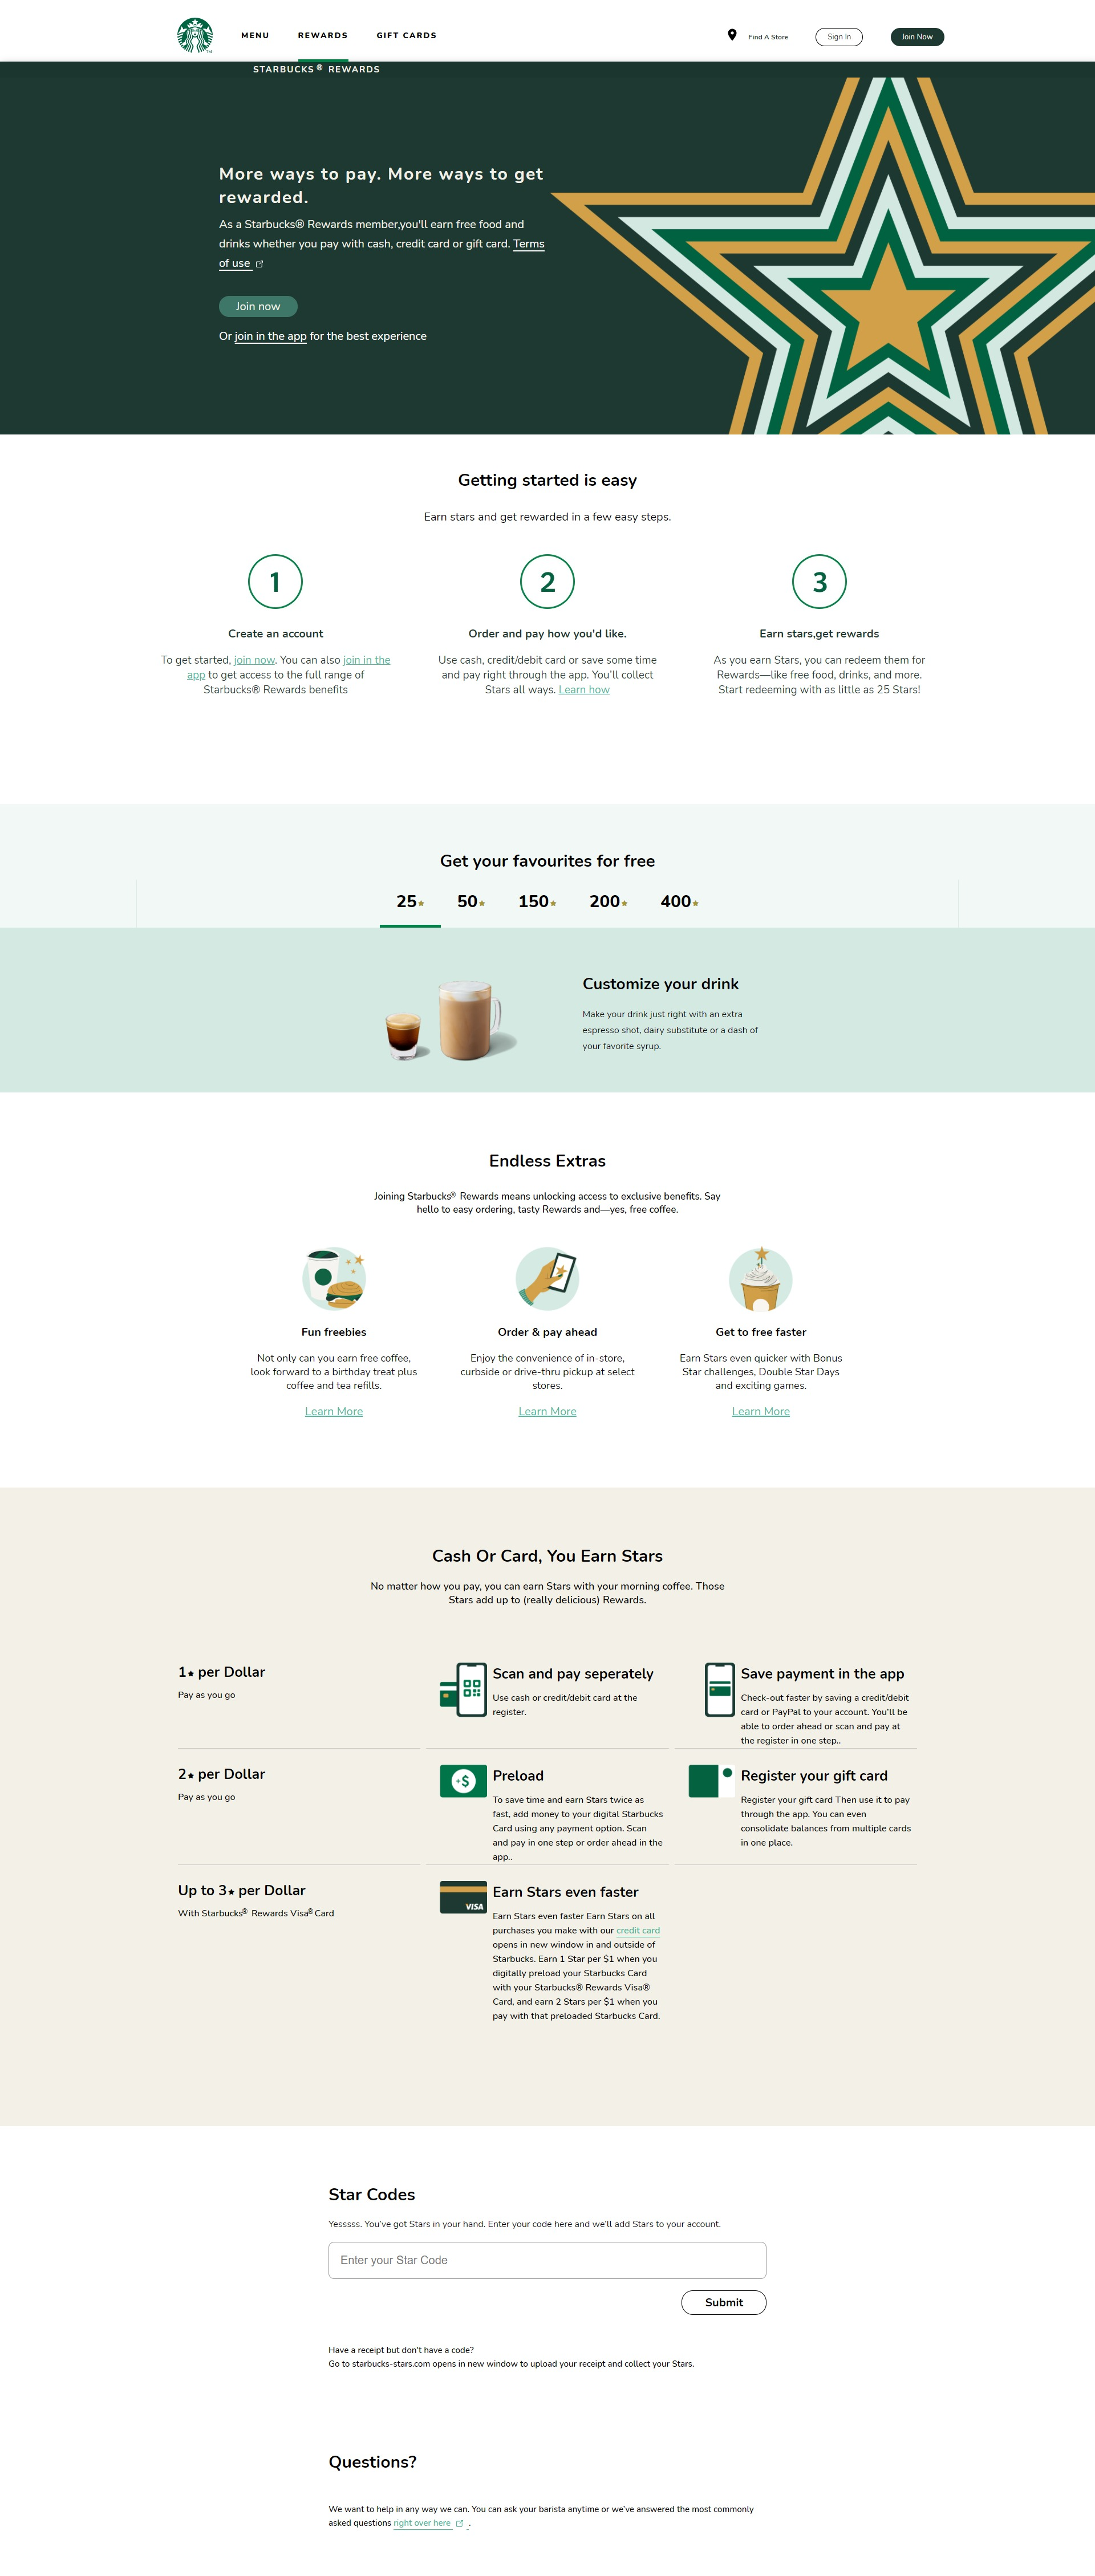 MENU
REWARDS
GIFT CARDS
Find A Store
Sign In
Join Now
STARBUCKS® REWARDS
More ways to pay. More ways to get
rewarded.
As a Starbucks® Rewards member,you'll earn free food and
drinks whether you pay with cash, credit card or gift card. Terms
of use
Join now
Or join in the app for the best experience
Getting started is easy
Earn stars and get rewarded in a few easy steps.
1
Create an account
To get started, join now. You can also join in the
app to get access to the full range of
Starbucks® Rewards benefits
2
Order and pay how you'd like.
Use cash, credit/debit card or save some time
and pay right through the app. You'll collect
Stars all ways. Learn how
3
Earn stars,get rewards
As you earn Stars, you can redeem them for
Rewards—like free food, drinks, and more.
Start redeeming with as little as 25 Stars!
Get your favourites for free
25★ 50★ 150★ 200★ 400★
Customize your drink
Make your drink just right with an extra
espresso shot, dairy substitute or a dash of
your favorite syrup.
Endless Extras
Joining Starbucks® Rewards means unlocking access to exclusive benefits. Say
hello to easy ordering, tasty Rewards and—yes, free coffee.
Fun freebies
Not only can you earn free coffee,
look forward to a birthday treat plus
coffee and tea refills.
Learn More
Order & pay ahead
Enjoy the convenience of in-store,
curbside or drive-thru pickup at select
stores.
Learn More
Get to free faster
Earn Stars even quicker with Bonus
Star challenges, Double Star Days
and exciting games.
Learn More
Cash Or Card, You Earn Stars
No matter how you pay, you can earn Stars with your morning coffee. Those
Stars add up to (really delicious) Rewards.
1★ per Dollar
Pay as you go
Scan and pay seperately
Use cash or credit/debit card at the
register.
Save payment in the app
Check-out faster by saving a credit/debit
card or PayPal to your account. You'll be
able to order ahead or scan and pay at
the register in one step..
2★ per Dollar
Pay as you go
+$
Preload
To save time and earn Stars twice as
fast, add money to your digital Starbucks
Card using any payment option. Scan
and pay in one step or order ahead in the
app..
Register your gift card
Register your gift card Then use it to pay
through the app. You can even
consolidate balances from multiple cards
in one place.
Up to 3★ per Dollar
With Starbucks® Rewards Visa® Card
VISA
Earn Stars even faster
Earn Stars even faster Earn Stars on all
purchases you make with our credit card
opens in new window in and outside of
Starbucks. Earn 1 Star per $1 when you
digitally preload your Starbucks Card
with your Starbucks® Rewards Visa®
Card, and earn 2 Stars per $1 when you
pay with that preloaded Starbucks Card.
Star Codes
Yesssss. You've got Stars in your hand. Enter your code here and we'll add Stars to your account.
Enter your Star Code
Submit
Have a receipt but don't have a code?
Go to starbucks-stars.com opens in new window to upload your receipt and collect your Stars.
Questions?
We want to help in any way we can. You can ask your barista anytime or we've answered the most commonly
asked questions right over here .